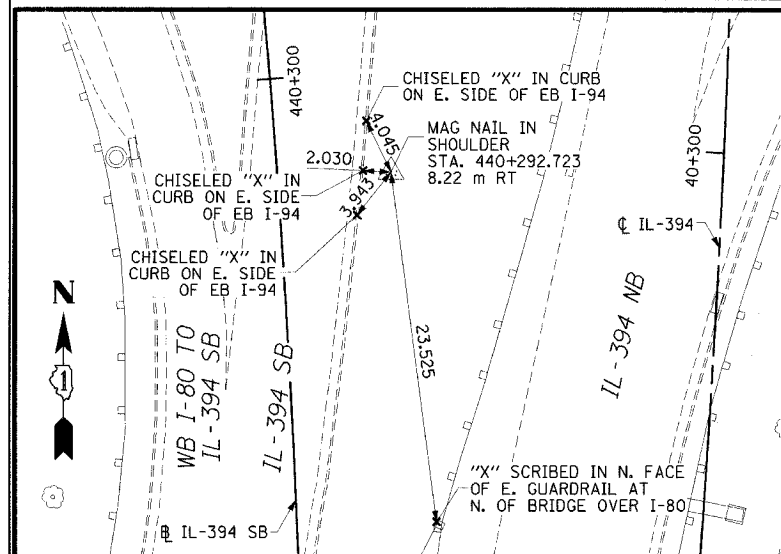 440+300
CHISELED "X" IN CURB
ON E. SIDE OF EB I-94
4.045
MAG NAIL IN
SHOULDER
STA. 440+292.723
8.22 m RT
40+300
2.030
CHISELED "X" IN
CURB ON E. SIDE
OF EB I-94
3.943
℄ IL-394
CHISELED "X" IN
CURB ON E. SIDE
OF EB I-94
N
1
WB I-80 TO
IL-394 SB
IL-394 SB
23.525
IL-394 NB
"X" SCRIBED IN N. FACE
OF E. GUARDRAIL AT
N. OF BRIDGE OVER I-80
B IL-394 SB